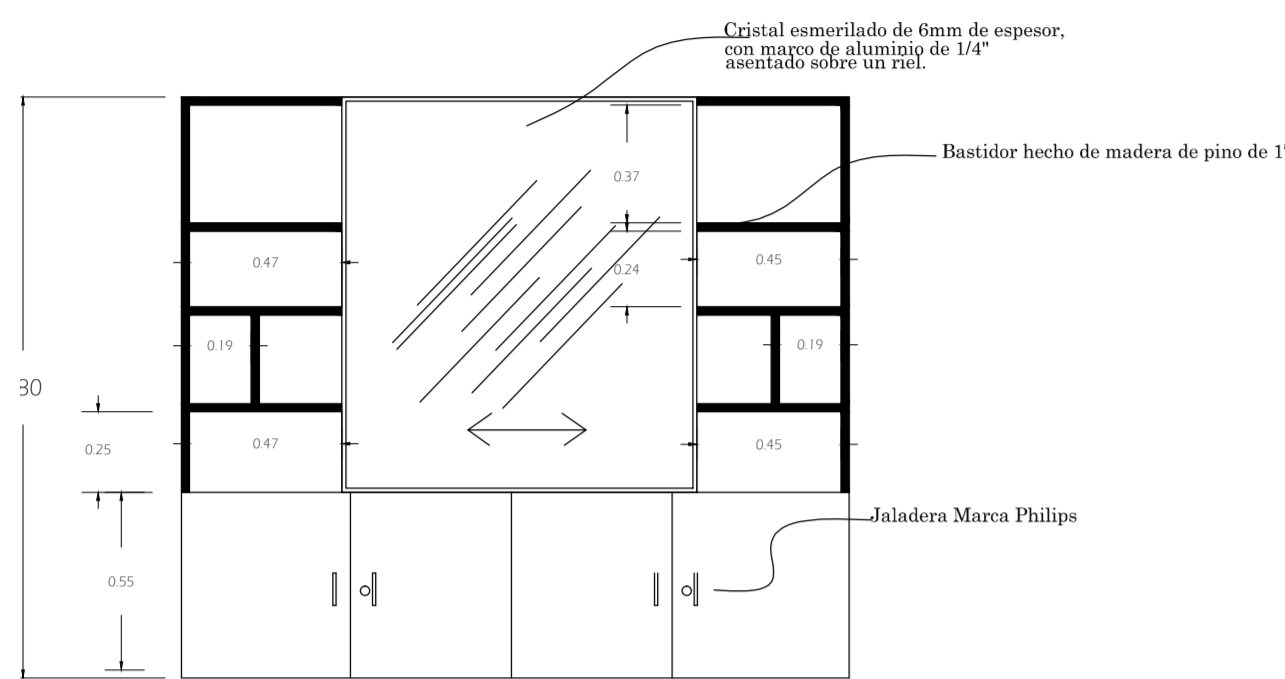 Cristal esmerilado de 6mm de espesor,
con marco de aluminio de 1/4"
asentado sobre un riel.
Bastidor hecho de madera de pino de 1"
0.37
0.47
0.45
0.24
0.19
0.19
80
0.25
0.47
0.45
Jaladera Marca Philips
0.55